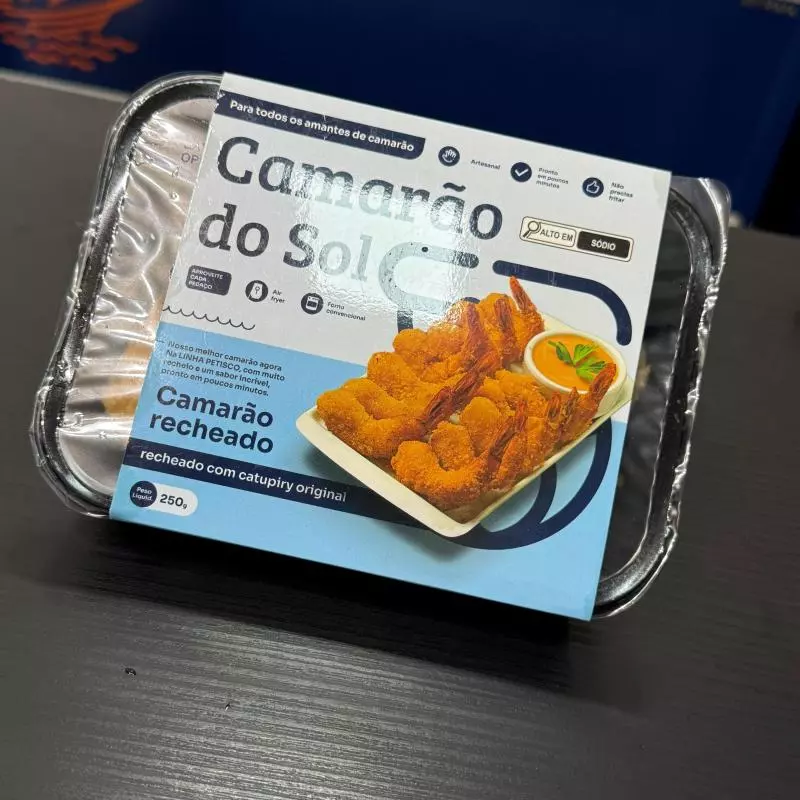 Para todos os amantes de camarão
Camarão
do Sol
Artesanal
Pronto
em poucos
minutos
Não
precisa
fritar
ALTO EM
SÓDIO
APROVEITE
CADA
PEDAÇO
Air
fryer
Forno
convencional
Nosso melhor camarão agora
Na LINHA PETISCO, com muito
recheio e um sabor incrível,
pronto em poucos minutos.
Camarão
recheado
recheado com catupiry original
Peso
Líquid.
250g
OP